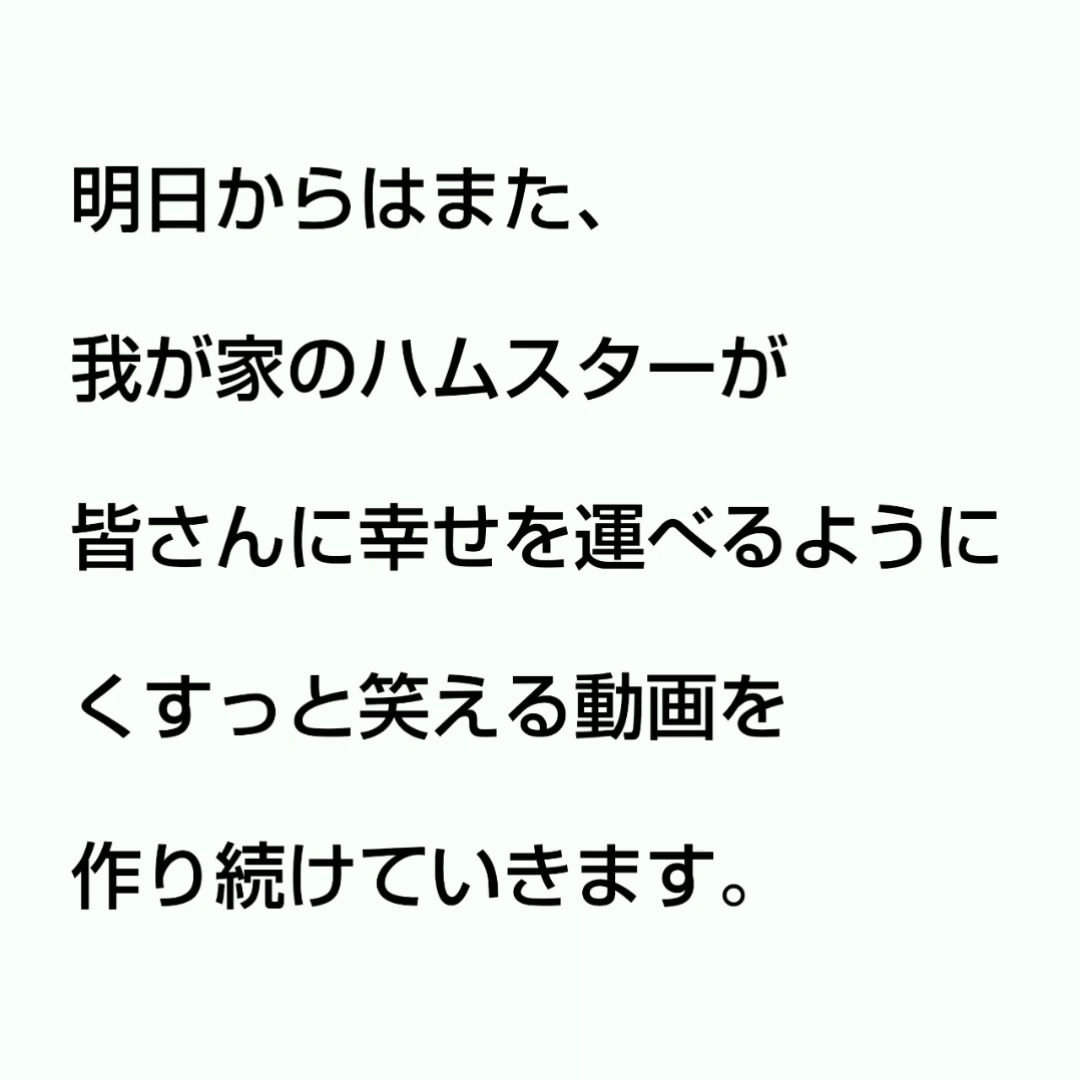 明日からはまた、
我が家のハムスターが
皆さんに幸せを運べるように
くすっと笑える動画を
作り続けていきます。